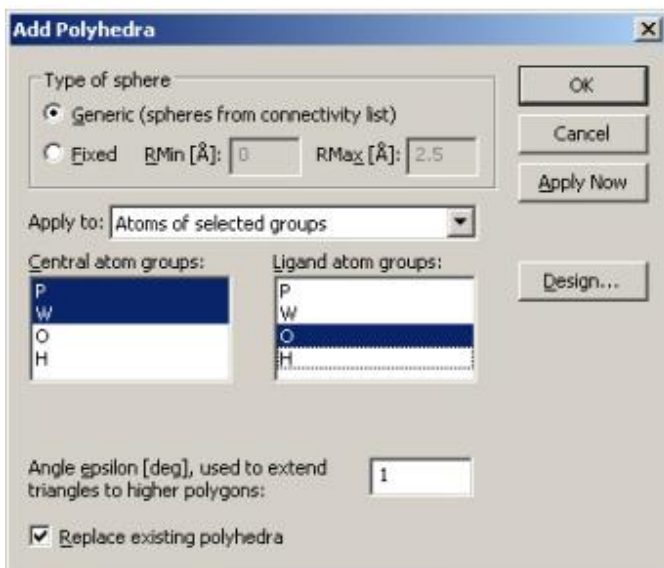 Add Polyhedra
Type of sphere
Generic (spheres from connectivity list)
Fixed RMin [Å]: 0 RMax [Å]: 2.5
OK
Cancel
Apply Now
Apply to: Atoms of selected groups
Central atom groups: Ligand atom groups:
P P
W W
O O
H H
Design...
Angle epsilon [deg], used to extend
triangles to higher polygons: 1
Replace existing polyhedra